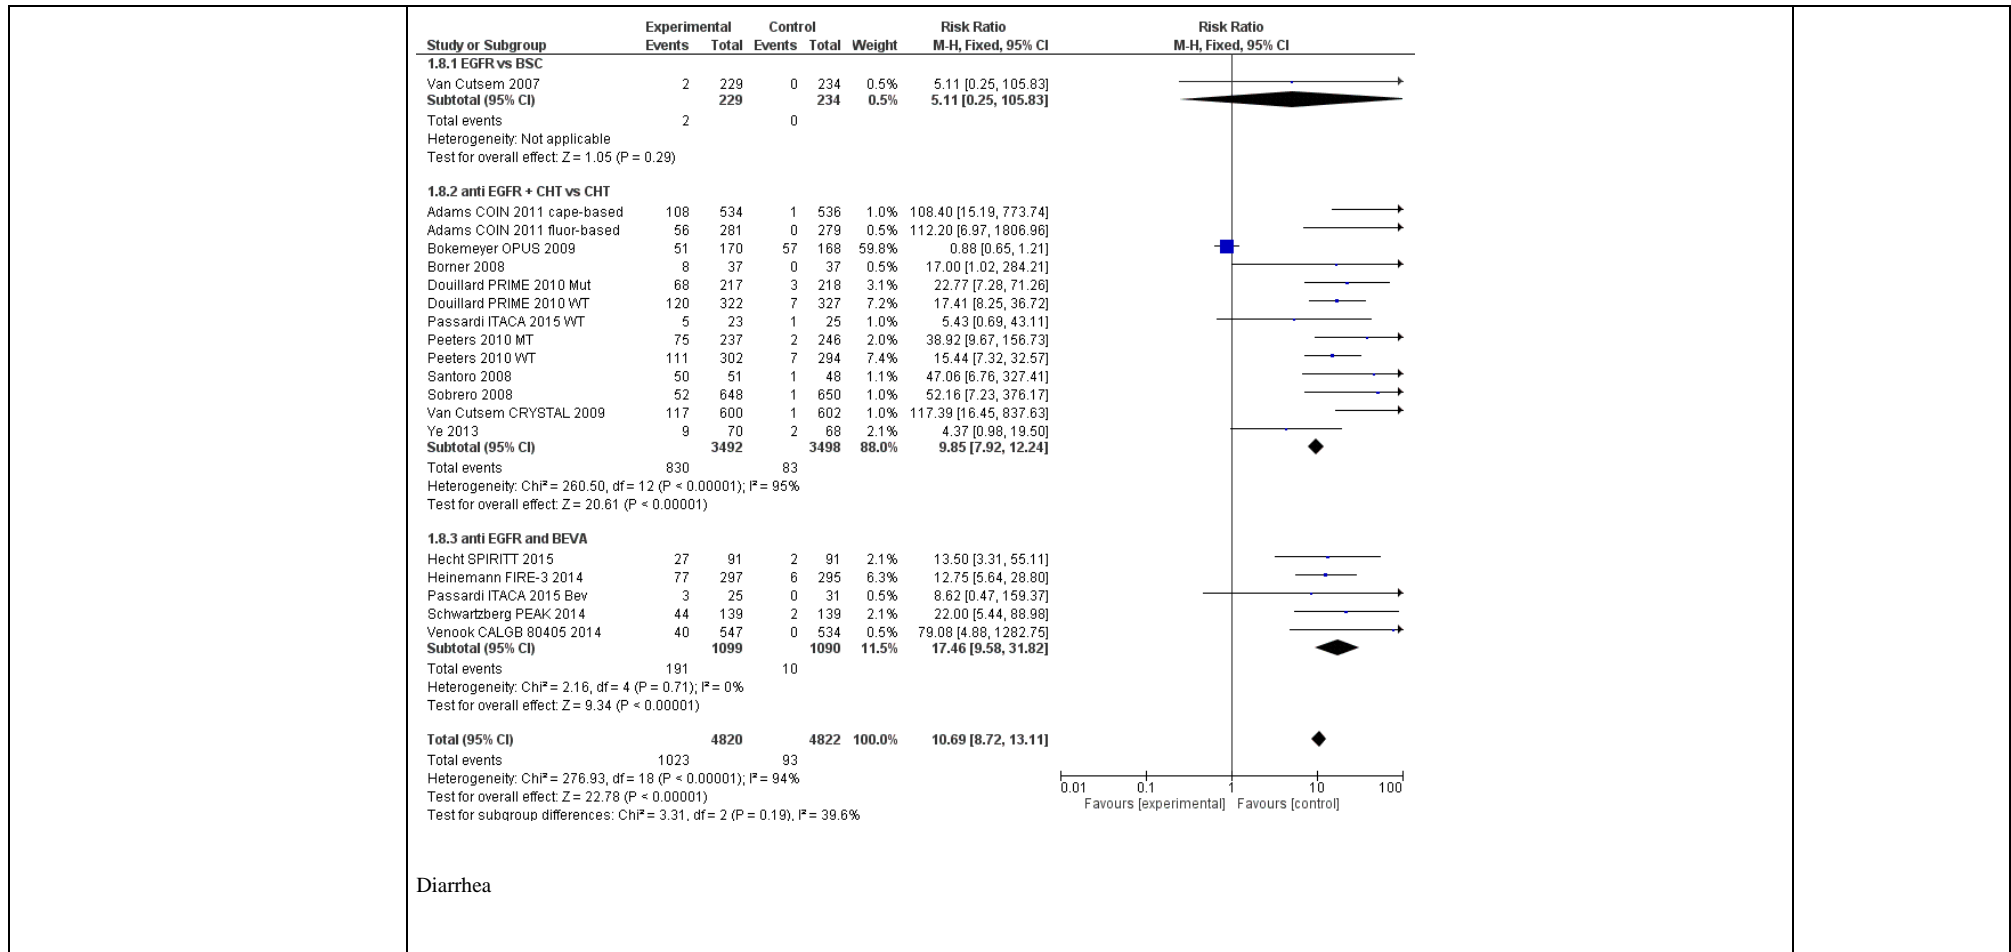 Experimental Control Risk Ratio Risk Ratio
Study or Subgroup Events Total Events Total Weight M-H, Fixed, 95% CI M-H, Fixed, 95% CI
1.8.1 EGFR vs BSC
Van Cutsem 2007 2 229 0 234 0.5% 5.11 [0.25, 105.83]
Subtotal (95% CI) 229 234 0.5% 5.11 [0.25, 105.83]
Total events 2 0
Heterogeneity: Not applicable
Test for overall effect: Z = 1.05 (P = 0.29)
1.8.2 anti EGFR + CHT vs CHT
Adams COIN 2011 cape-based 108 534 1 536 1.0% 108.40 [15.19, 773.74]
Adams COIN 2011 fluor-based 56 281 0 279 0.5% 112.20 [6.97, 1806.96]
Bokemeyer OPUS 2009 51 170 57 168 59.8% 0.88 [0.65, 1.21]
Borner 2008 8 37 0 37 0.5% 17.00 [1.02, 284.21]
Douillard PRIME 2010 Mut 68 217 3 218 3.1% 22.77 [7.28, 71.26]
Douillard PRIME 2010 WT 120 322 7 327 7.2% 17.41 [8.25, 36.72]
Passardi ITACA 2015 WT 5 23 1 25 1.0% 5.43 [0.69, 43.11]
Peeters 2010 MT 75 237 2 246 2.0% 38.92 [9.67, 156.73]
Peeters 2010 WT 111 302 7 294 7.4% 15.44 [7.32, 32.57]
Santoro 2008 50 51 1 48 1.1% 47.06 [6.76, 327.41]
Sobrero 2008 52 648 1 650 1.0% 52.16 [7.23, 376.17]
Van Cutsem CRYSTAL 2009 117 600 1 602 1.0% 117.39 [16.45, 837.63]
Ye 2013 9 70 2 68 2.1% 4.37 [0.98, 19.50]
Subtotal (95% CI) 3492 3498 88.0% 9.85 [7.92, 12.24]
Total events 830 83
Heterogeneity: Chi² = 260.50, df = 12 (P < 0.00001); I² = 95%
Test for overall effect: Z = 20.61 (P < 0.00001)
1.8.3 anti EGFR and BEVA
Hecht SPIRITT 2015 27 91 2 91 2.1% 13.50 [3.31, 55.11]
Heinemann FIRE-3 2014 77 297 6 295 6.3% 12.75 [5.64, 28.80]
Passardi ITACA 2015 Bev 3 25 0 31 0.5% 8.62 [0.47, 159.37]
Schwartzberg PEAK 2014 44 139 2 139 2.1% 22.00 [5.44, 88.98]
Venook CALGB 80405 2014 40 547 0 534 0.5% 79.08 [4.88, 1282.75]
Subtotal (95% CI) 1099 1090 11.5% 17.46 [9.58, 31.82]
Total events 191 10
Heterogeneity: Chi² = 2.16, df = 4 (P = 0.71); I² = 0%
Test for overall effect: Z = 9.34 (P < 0.00001)
Total (95% CI) 4820 4822 100.0% 10.69 [8.72, 13.11]
Total events 1023 93
Heterogeneity: Chi² = 276.93, df = 18 (P < 0.00001); I² = 94%
Test for overall effect: Z = 22.78 (P < 0.00001)
Test for subgroup differences: Chi² = 3.31, df = 2 (P = 0.19), I² = 39.6%
0.01 0.1 1 10 100
Favours [experimental] Favours [control]
Diarrhea